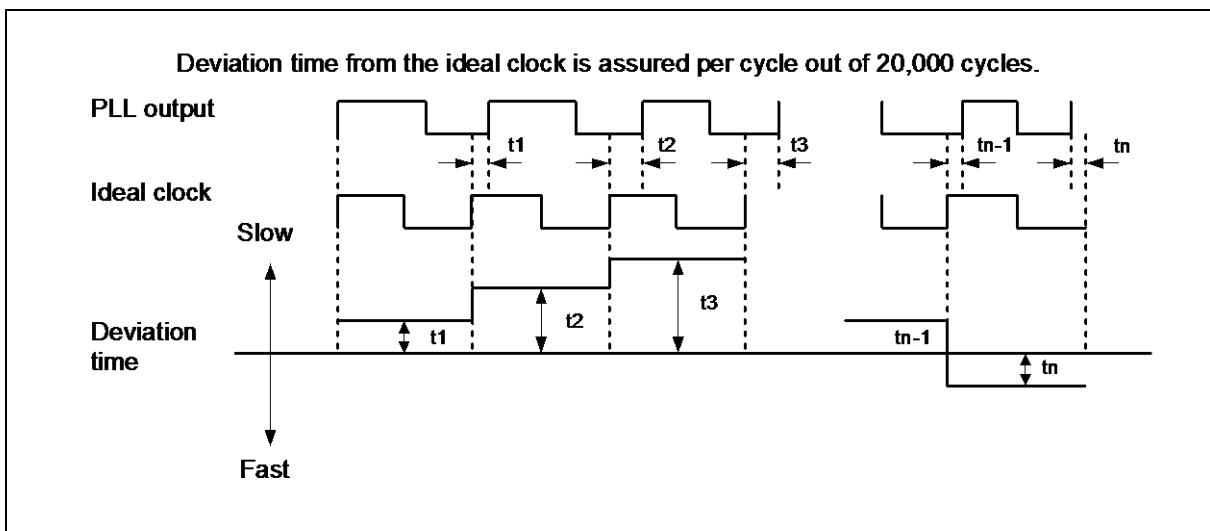 Deviation time from the ideal clock is assured per cycle out of 20,000 cycles.
PLL output
t1
t2
t3
tn-1
tn
Ideal clock
Slow
Deviation
time
t1
t2
t3
tn-1
tn
Fast